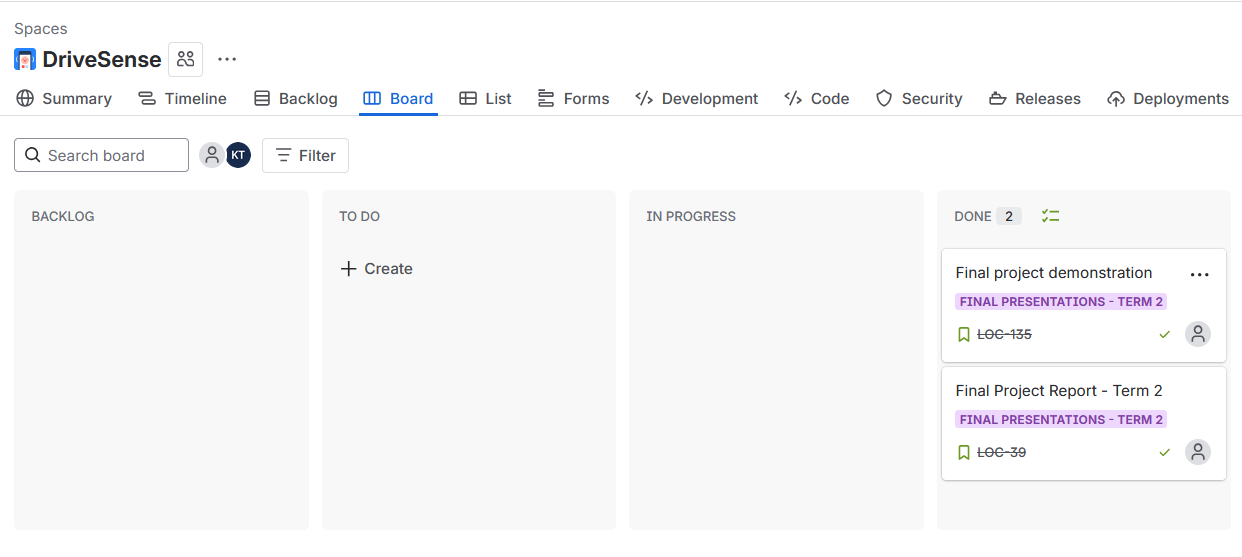 Spaces
DriveSense
Summary Timeline Backlog Board List Forms Development Code Security Releases Deployments
Search board KT Filter
BACKLOG TO DO IN PROGRESS DONE 2
Create
Final project demonstration
FINAL PRESENTATIONS - TERM 2
LOC-135
Final Project Report - Term 2
FINAL PRESENTATIONS - TERM 2
LOC-39